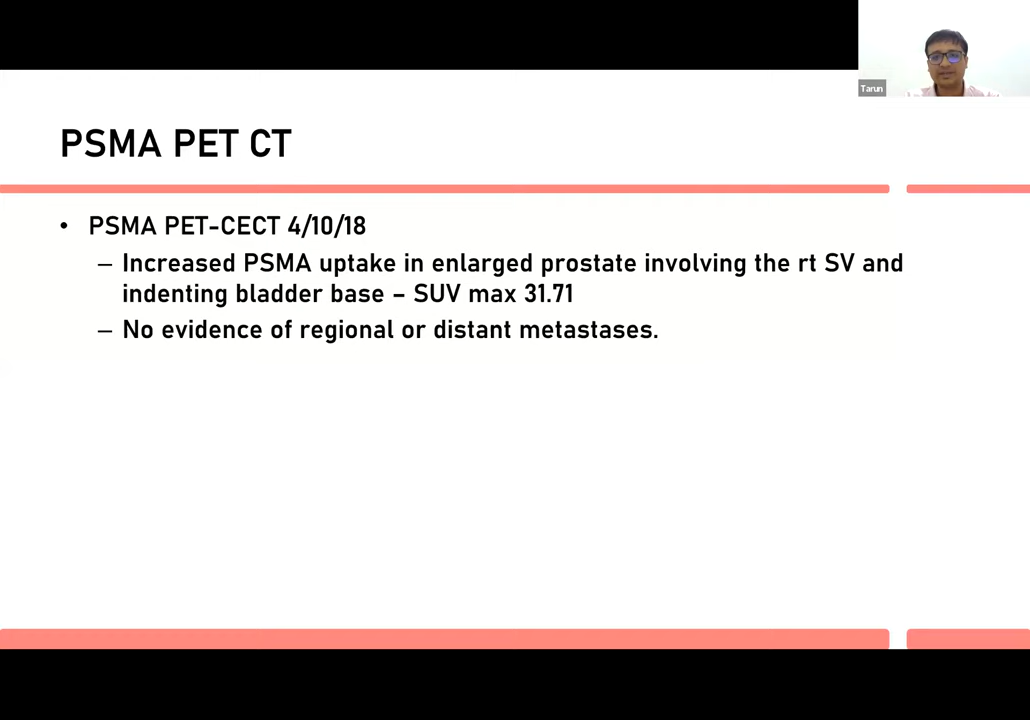 Tarun
PSMA PET CT
• PSMA PET-CECT 4/10/18
– Increased PSMA uptake in enlarged prostate involving the rt SV and
indenting bladder base – SUV max 31.71
– No evidence of regional or distant metastases.